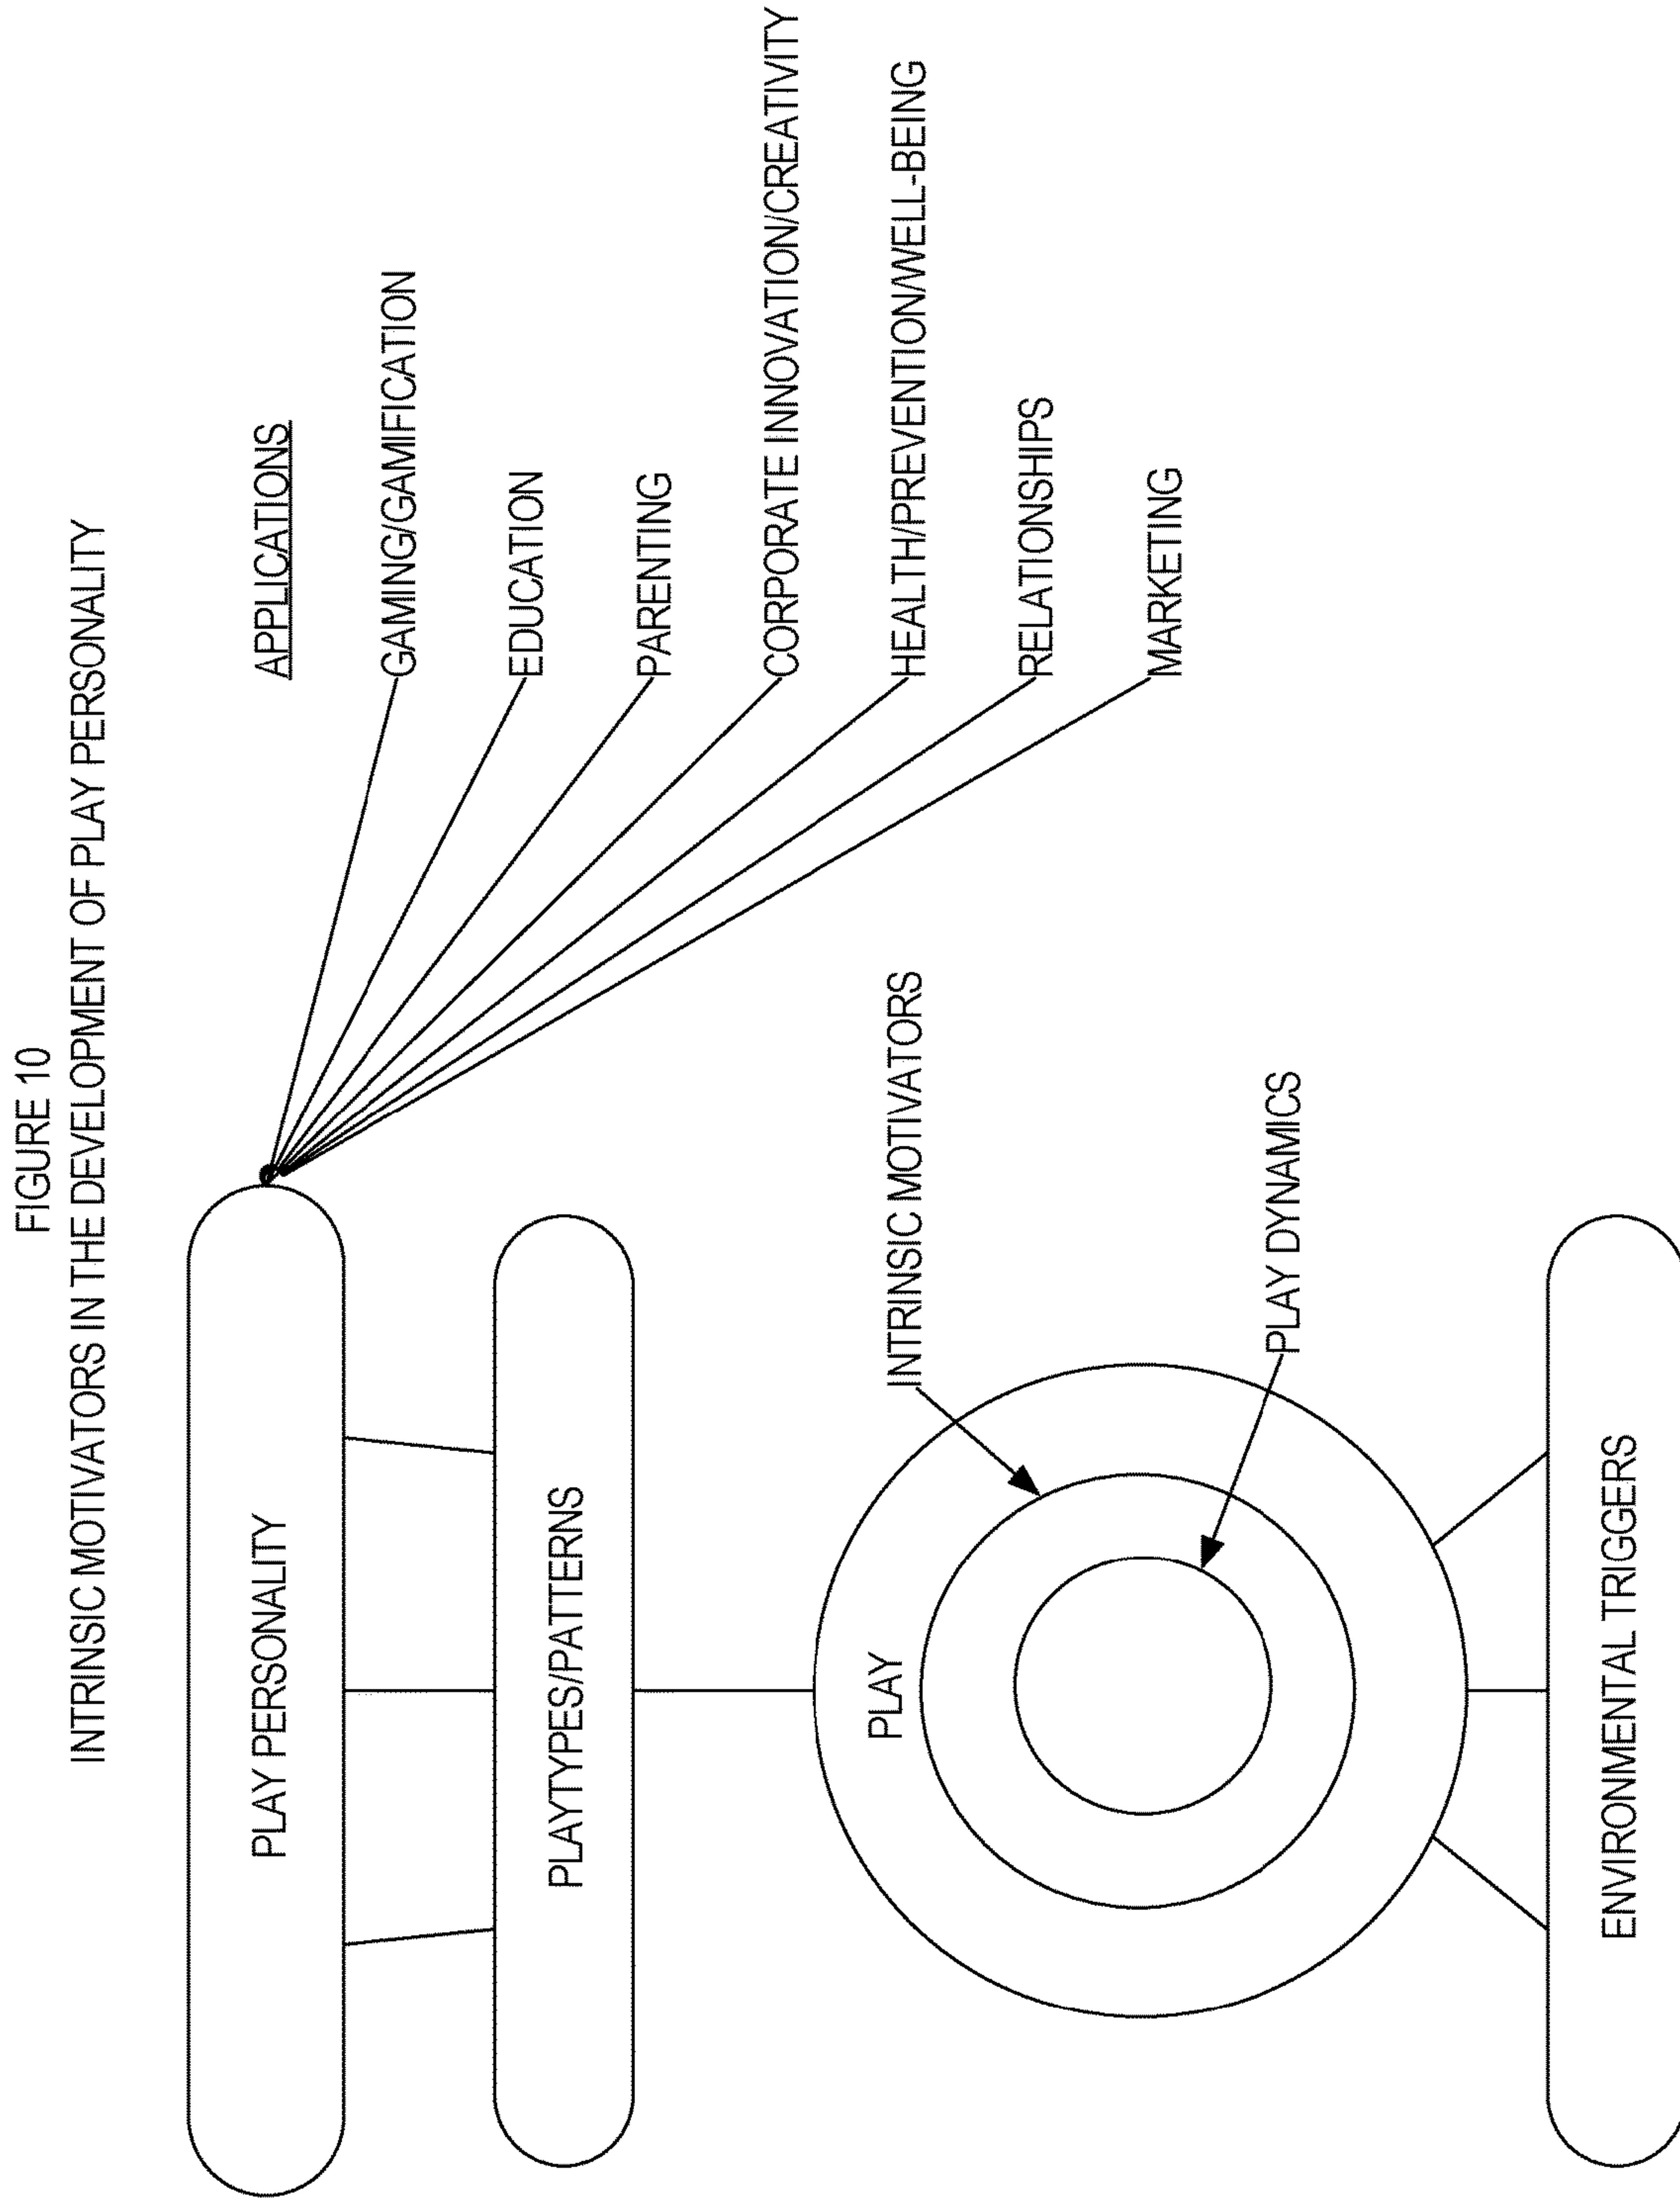 FIGURE 10
INTRINSIC MOTIVATORS IN THE DEVELOPMENT OF PLAY PERSONALITY
PLAY PERSONALITY
APPLICATIONS
GAMING/GAMIFICATION
EDUCATION
PARENTING
CORPORATE INNOVATION/CREATIVITY
HEALTH/PREVENTION/WELL-BEING
RELATIONSHIPS
MARKETING
PLAYTYPES/PATTERNS
PLAY
INTRINSIC MOTIVATORS
PLAY DYNAMICS
ENVIRONMENTAL TRIGGERS